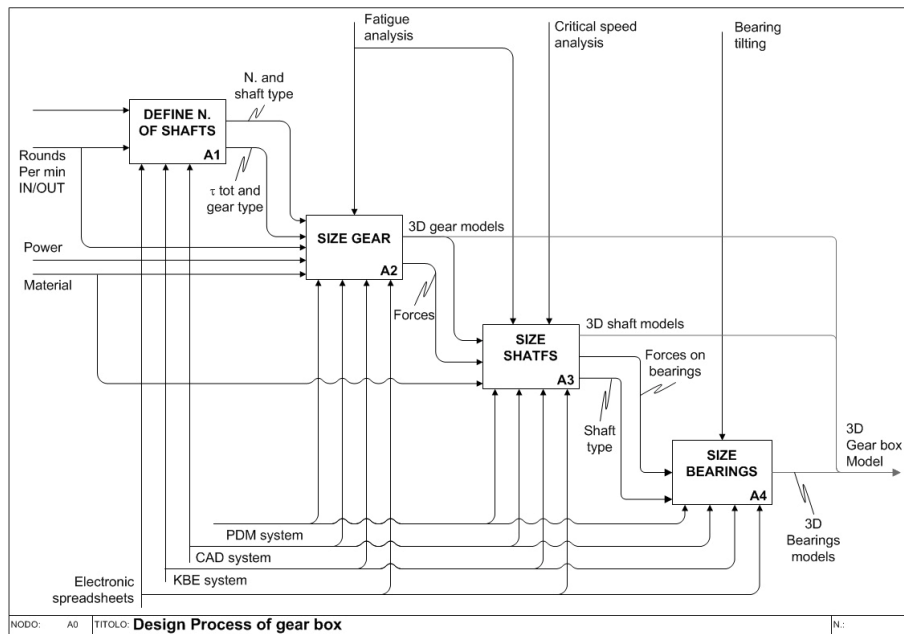 Fatigue
analysis
Critical speed
analysis
Bearing
tilting
N. and
shaft type
DEFINE N.
OF SHAFTS
A1
Rounds
Per min
IN/OUT
τ tot and
gear type
SIZE GEAR
A2
3D gear models
Power
Material
Forces
SIZE
SHATFS
A3
3D shaft models
Forces on
bearings
Shaft
type
SIZE
BEARINGS
A4
3D
Gear box
Model
3D
Bearings
models
PDM system
CAD system
KBE system
Electronic
spreadsheets
NODO: A0 TITOLO: Design Process of gear box N.: